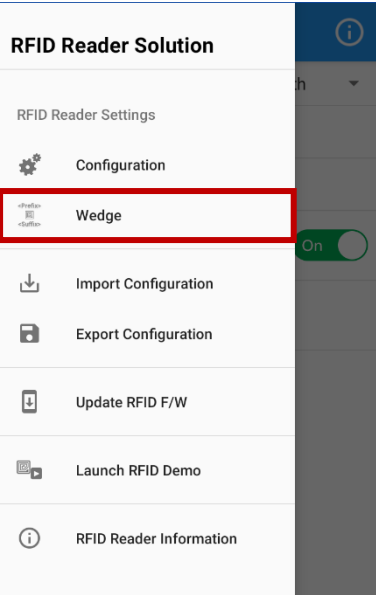 RFID Reader Solution
th
RFID Reader Settings
Configuration
<Prefix>
<Suffix>
Wedge
On
Import Configuration
Export Configuration
Update RFID F/W
Launch RFID Demo
RFID Reader Information